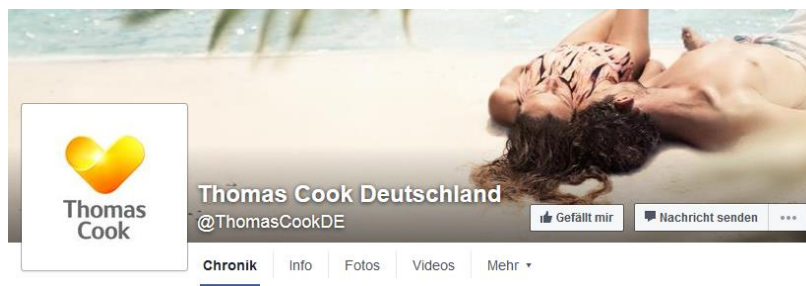 Thomas
Cook
Thomas Cook Deutschland
@ThomasCookDE
Gefällt mir
Nachricht senden
Chronik Info Fotos Videos Mehr